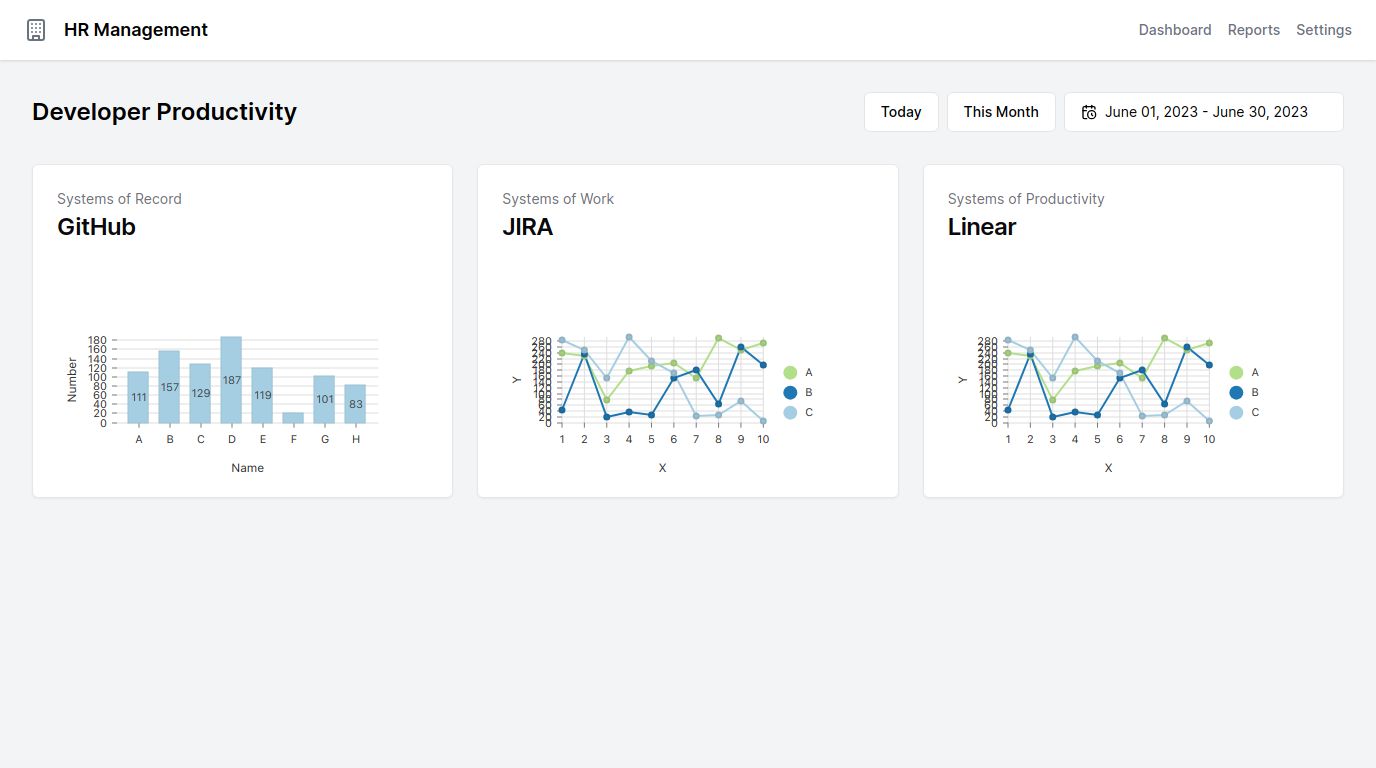 HR Management
Dashboard Reports Settings
Developer Productivity
Today
This Month
June 01, 2023 - June 30, 2023
Systems of Record
GitHub
Number
180
160
140
120
100
80
60
40
20
0
111
157
129
187
119
101
83
A B C D E F G H
Name
Systems of Work
JIRA
Y
280
260
240
220
200
180
160
140
120
100
80
60
40
20
0
1 2 3 4 5 6 7 8 9 10
X
A
B
C
Systems of Productivity
Linear
Y
280
260
240
220
200
180
160
140
120
100
80
60
40
20
0
1 2 3 4 5 6 7 8 9 10
X
A
B
C